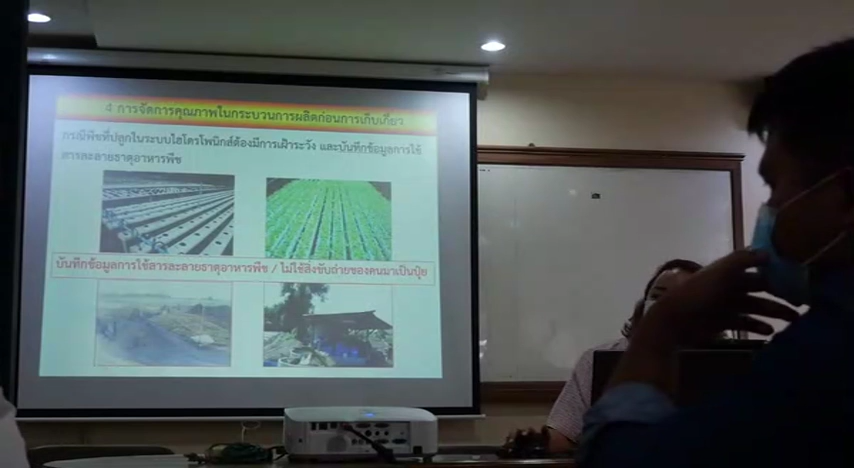 4 การจัดการคุณภาพในกระบวนการผลิตก่อนการเก็บเกี่ยว
กรณีพืชที่ปลูกในระบบไฮโดรโพนิกส์ต้องมีการเฝ้าระวัง และบันทึกข้อมูลการใช้
สารละลายธาตุอาหารพืช
บันทึกข้อมูลการใช้สารละลายธาตุอาหารพืช / ไม่ใช้สิ่งขับถ่ายของคนมาเป็นปุ๋ย